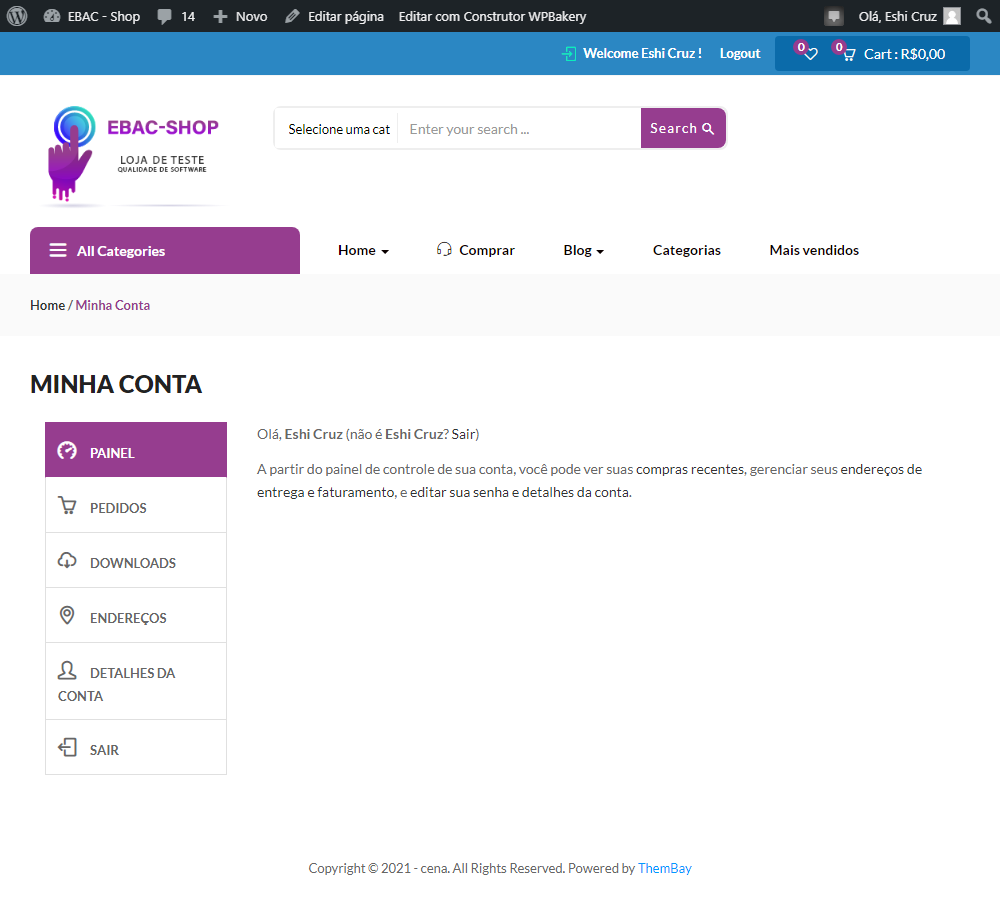 EBAC - Shop 14 Novo Editar página Editar com Construtor WPBakery Olá, Eshi Cruz
Welcome Eshi Cruz ! Logout 0 0 Cart : R$0,00
EBAC-SHOP
LOJA DE TESTE
QUALIDADE DE SOFTWARE
Selecione uma cat Enter your search ... Search
All Categories Home Comprar Blog Categorias Mais vendidos
Home / Minha Conta
MINHA CONTA
PAINEL
PEDIDOS
DOWNLOADS
ENDEREÇOS
DETALHES DA
CONTA
SAIR
Olá, Eshi Cruz (não é Eshi Cruz? Sair)
A partir do painel de controle de sua conta, você pode ver suas compras recentes, gerenciar seus endereços de
entrega e faturamento, e editar sua senha e detalhes da conta.
Copyright © 2021 - cena. All Rights Reserved. Powered by ThemBay